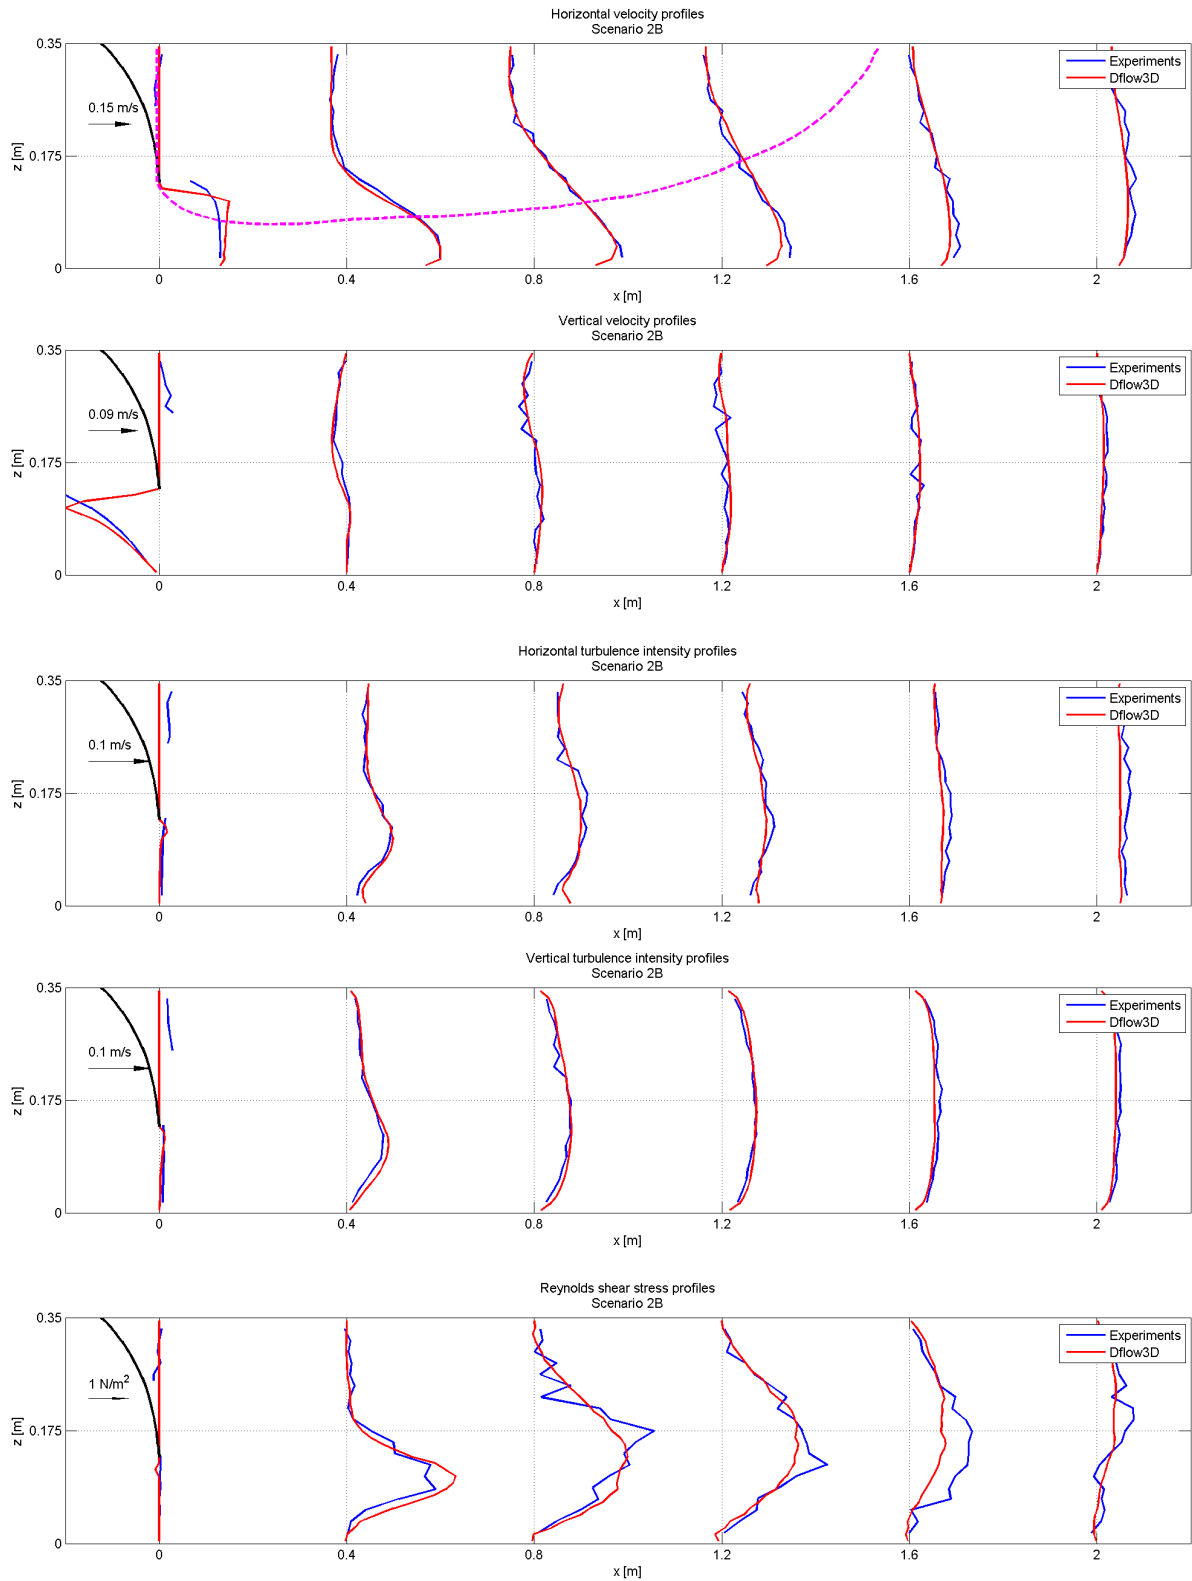 Horizontal velocity profiles
Scenario 2B
0.35
0.175
0
z [m]
0.15 m/s
Experiments
Dflow3D
0 0.4 0.8 1.2 1.6 2
x [m]
Vertical velocity profiles
Scenario 2B
0.35
0.175
0
z [m]
0.09 m/s
Experiments
Dflow3D
0 0.4 0.8 1.2 1.6 2
x [m]
Horizontal turbulence intensity profiles
Scenario 2B
0.35
0.175
0
z [m]
0.1 m/s
Experiments
Dflow3D
0 0.4 0.8 1.2 1.6 2
x [m]
Vertical turbulence intensity profiles
Scenario 2B
0.35
0.175
0
z [m]
0.1 m/s
Experiments
Dflow3D
0 0.4 0.8 1.2 1.6 2
x [m]
Reynolds shear stress profiles
Scenario 2B
0.35
0.175
0
z [m]
1 N/m²
Experiments
Dflow3D
0 0.4 0.8 1.2 1.6 2
x [m]